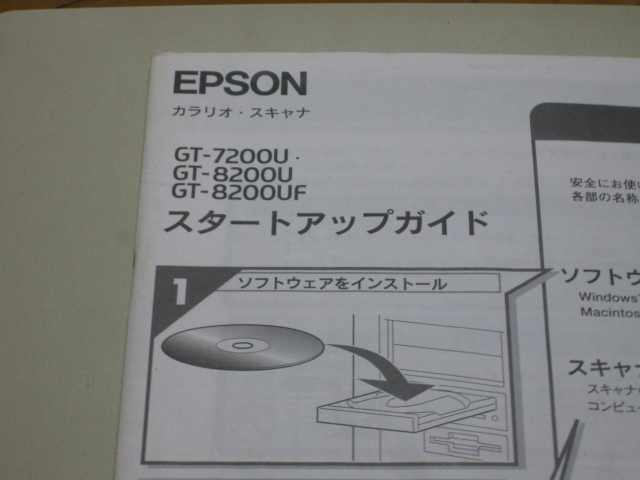 EPSON
カラリオ・スキャナ
GT-7200U
GT-8200U
GT-8200UF
スタートアップガイド
1
ソフトウェアをインストール
安全にお使い
各部の名称
ソフトウ
Windows
Macintos
スキャナ
スキャナの
コンピュー